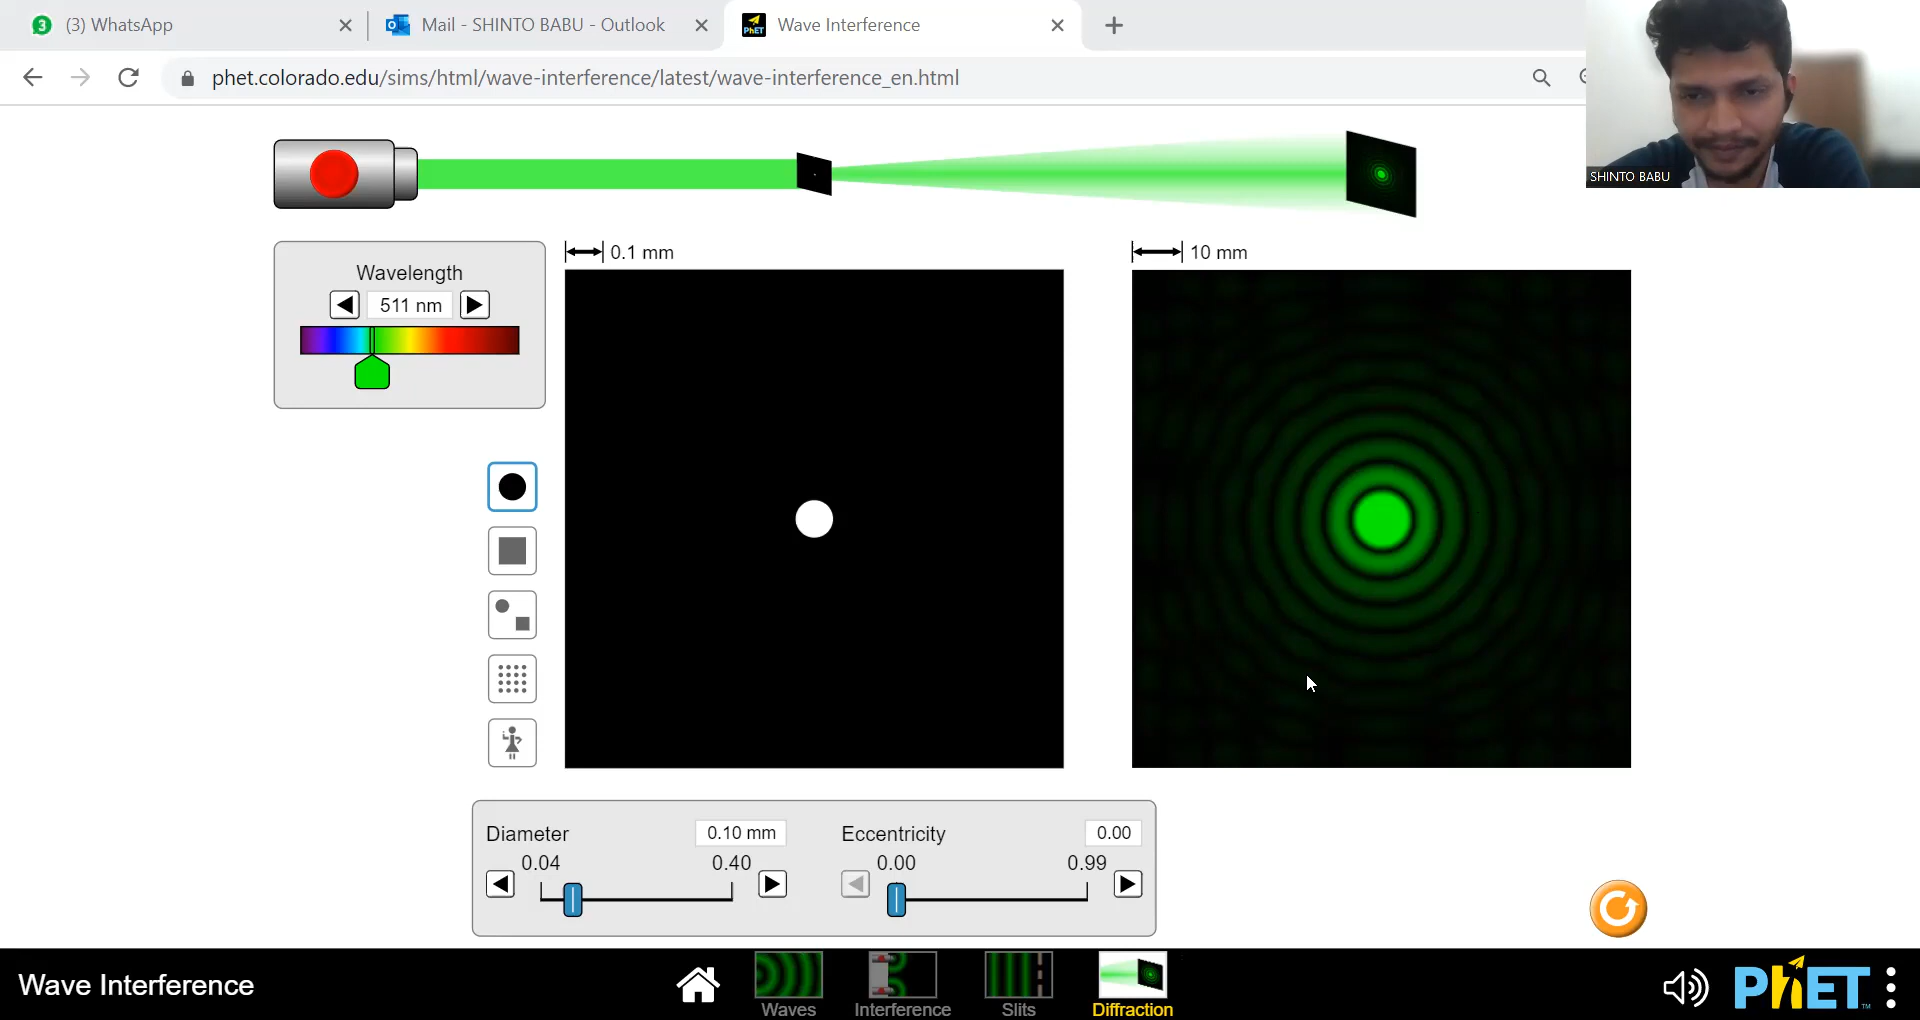 3 (3) WhatsApp
Mail - SHINTO BABU - Outlook
PhET Wave Interference
phet.colorado.edu/sims/html/wave-interference/latest/wave-interference_en.html
SHINTO BABU
Wavelength
511 nm
0.1 mm
10 mm
Diameter 0.10 mm
0.04 0.40
Eccentricity 0.00
0.00 0.99
Wave Interference
Waves
Interference
Slits
Diffraction
PhET